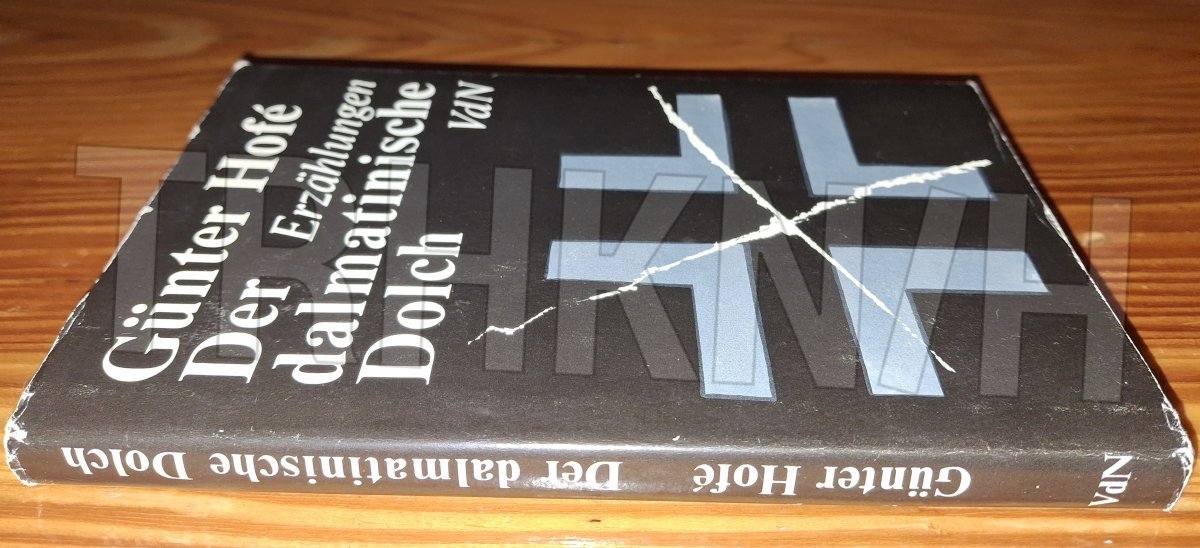 Günter Hofé
Der Erzählungen
dalmatinische
Dolch VdN
Günter Hofé Der dalmatinische Dolch
VdN